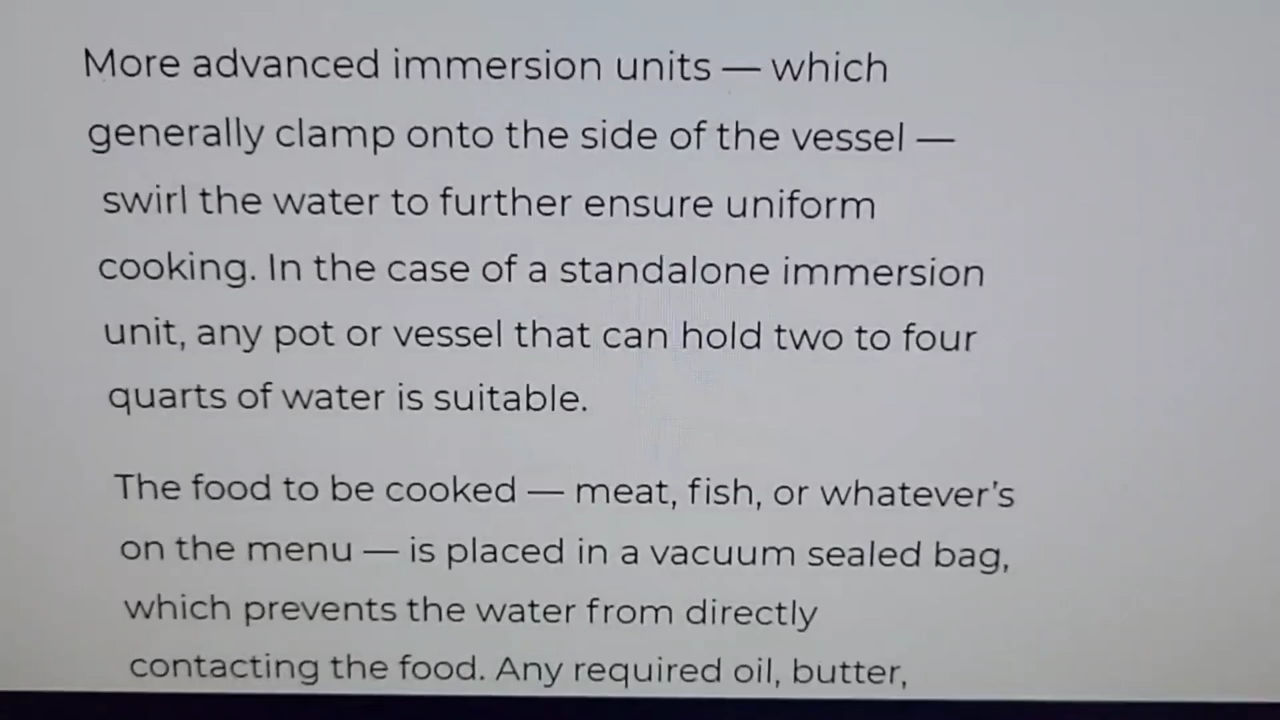 More advanced immersion units — which
generally clamp onto the side of the vessel —
swirl the water to further ensure uniform
cooking. In the case of a standalone immersion
unit, any pot or vessel that can hold two to four
quarts of water is suitable.
The food to be cooked — meat, fish, or whatever's
on the menu — is placed in a vacuum sealed bag,
which prevents the water from directly
contacting the food. Any required oil, butter,